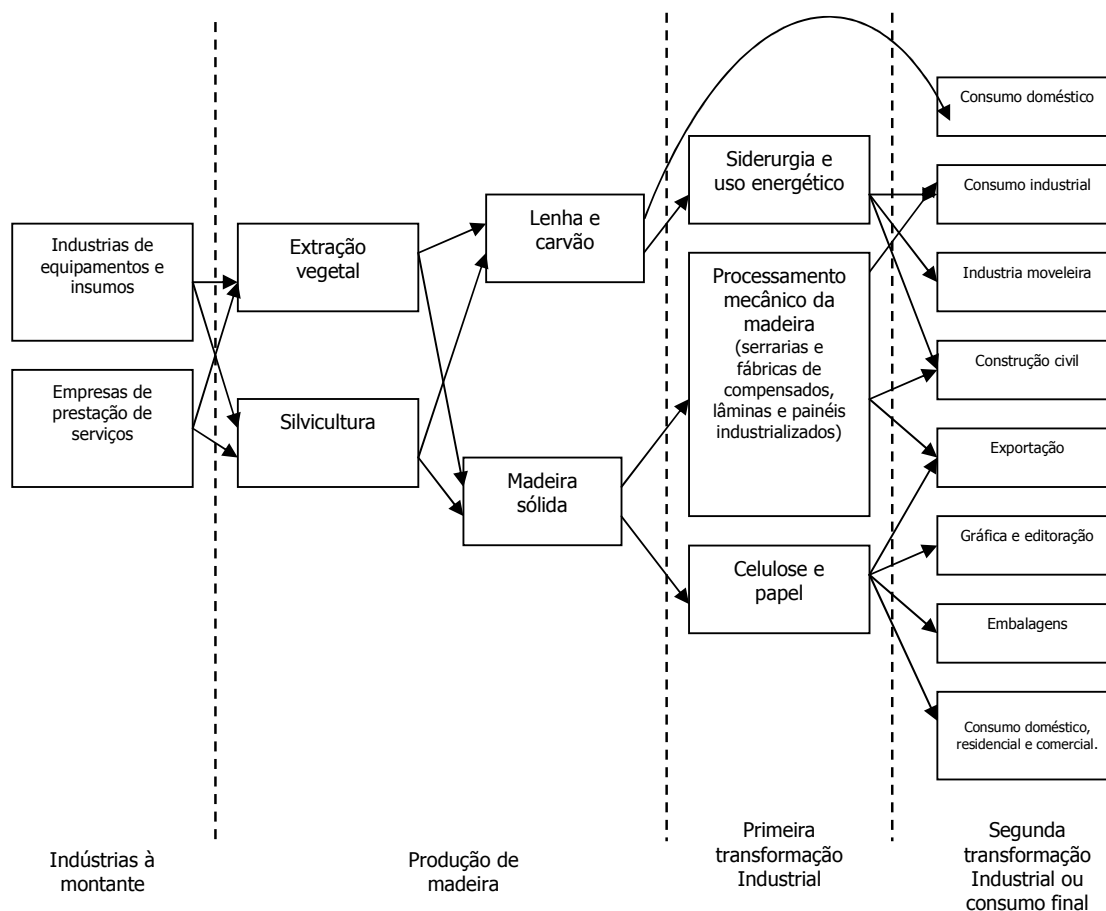 Industrias de
equipamentos e
insumos
Empresas de
prestação de
serviços
Extração
vegetal
Silvicultura
Lenha e
carvão
Madeira
sólida
Siderurgia e
uso energético
Processamento
mecânico da
madeira
(serrarias e
fábricas de
compensados,
lâminas e painéis
industrializados)
Celulose e
papel
Consumo doméstico
Consumo industrial
Industria moveleira
Construção civil
Exportação
Gráfica e editoração
Embalagens
Consumo doméstico,
residencial e comercial.
Indústrias à
montante
Produção de
madeira
Primeira
transformação
Industrial
Segunda
transformação
Industrial ou
consumo final